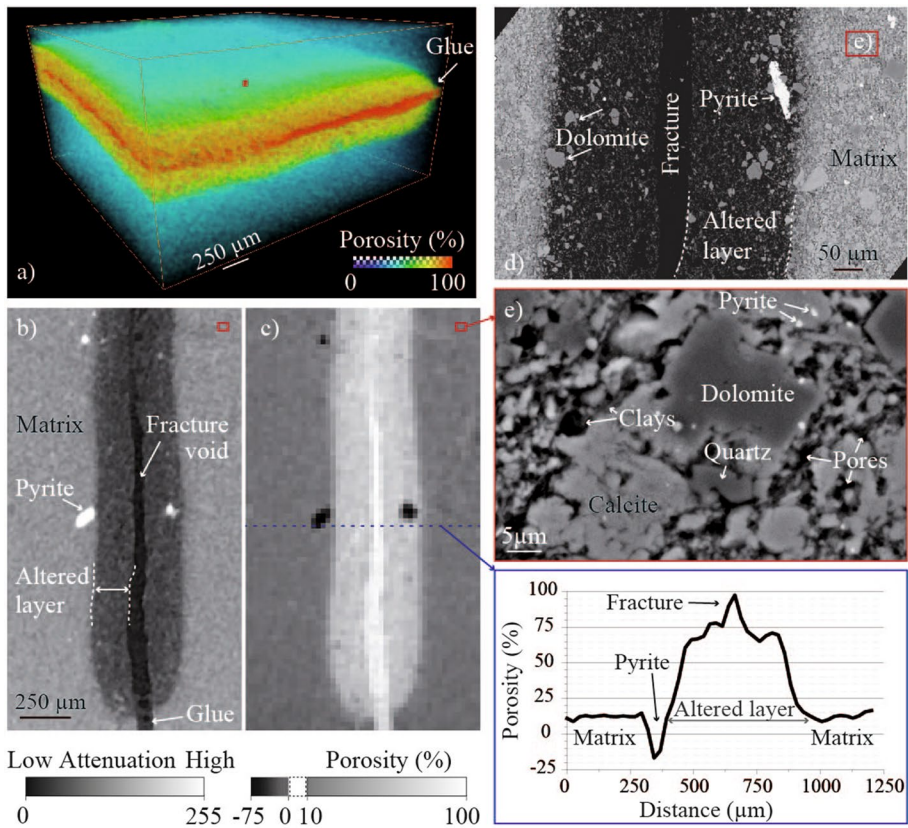 Glue
250 µm
Porosity (%)
a)
0 100
e)
Pyrite
Dolomite
Fracture
Matrix
Altered
layer
d)
50 µm
b)
Matrix
Fracture
void
Pyrite
Altered
layer
250 µm
Glue
c)
e)
Pyrite
Dolomite
Clays
Quartz
Pores
Calcite
5µm
Low Attenuation High
0 255
Porosity (%)
-75 0 10 100
100
75
50
25
0
-25
Porosity (%)
Fracture
Pyrite
Altered layer
Matrix
Matrix
0 250 500 750 1000 1250
Distance (µm)